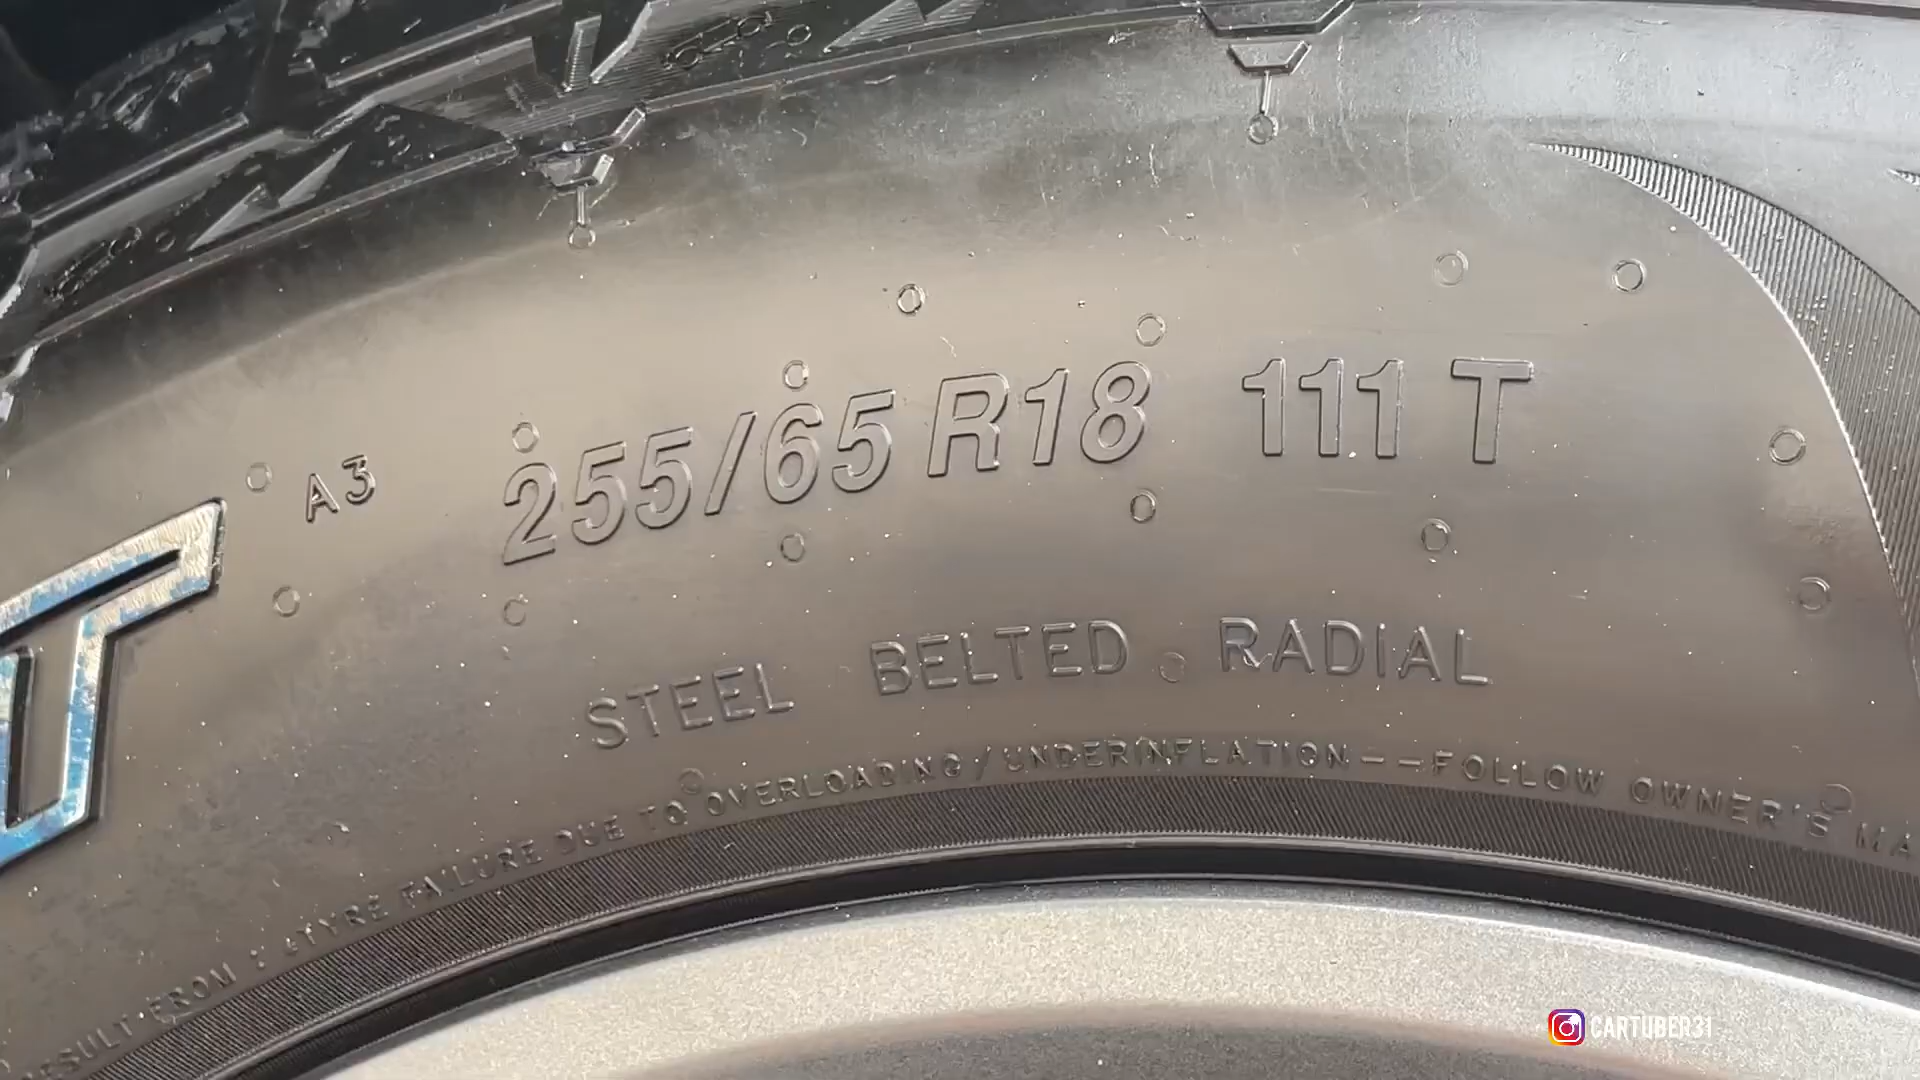 A3 255/65 R18 111 T
STEEL BELTED RADIAL
RESULT FROM : TYRE FAILURE DUE TO OVERLOADING/UNDERINFLATION--FOLLOW OWNER'S
CARTUBER31